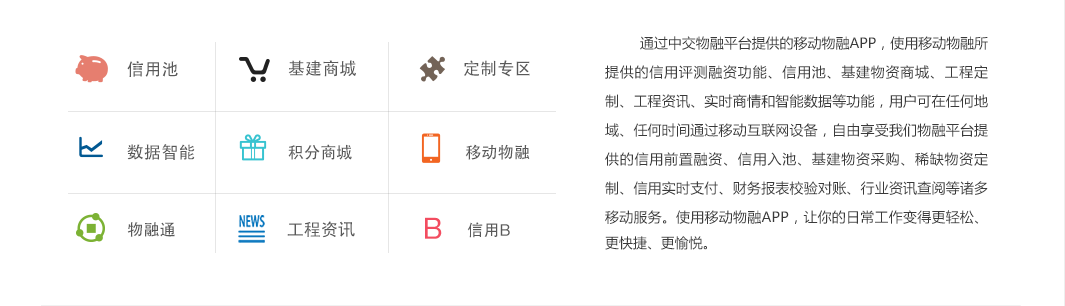 信用池
基建商城
定制专区
数据智能
积分商城
移动物融
物融通
NEWS
工程资讯
B
信用B
通过中交物融平台提供的移动物融APP，使用移动物融所
提供的信用评测融资功能、信用池、基建物资商城、工程定
制、工程资讯、实时商情和智能数据等功能，用户可在任何地
域、任何时间通过移动互联网设备，自由享受我们物融平台提
供的信用前置融资、信用入池、基建物资采购、稀缺物资定
制、信用实时支付、财务报表校验对账、行业资讯查阅等诸多
移动服务。使用移动物融APP，让你的日常工作变得更轻松、
更快捷、更愉悦。